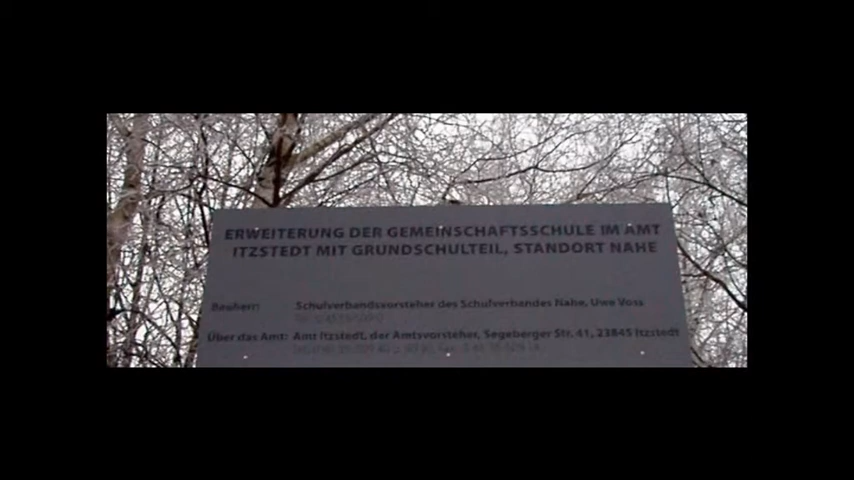 ERWEITERUNG DER GEMEINSCHAFTSSCHULE IM AMT
ITZSTEDT MIT GRUNDSCHULTEIL, STANDORT NAHE
Bauherr: Schulverbandsvorsteher des Schulverbandes Nahe, Uwe Voss
Über das Amt: Amt Itzstedt, der Amtsvorsteher, Segeberger Str. 41, 23845 Itzstedt